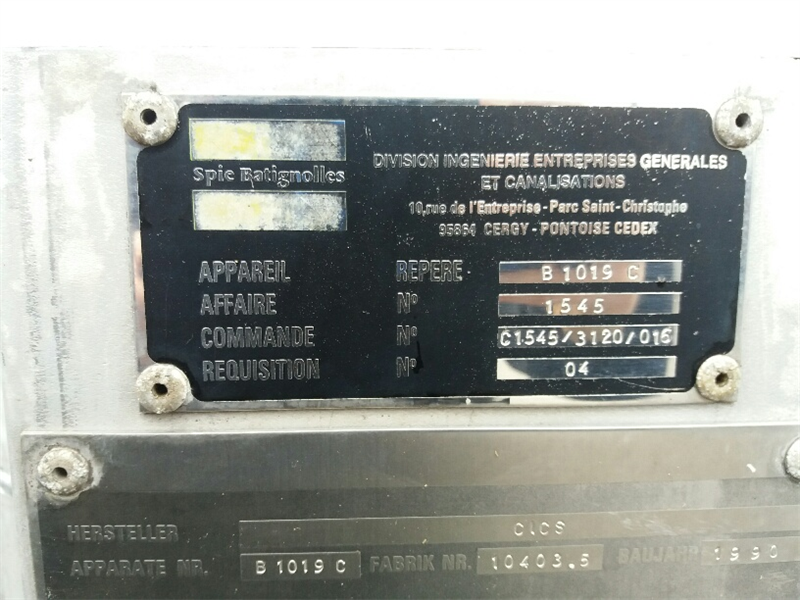 Spie Batignolles
DIVISION INGENIERIE ENTREPRISES GENERALES
ET CANALISATIONS
10, rue de l'Entreprise - Parc Saint-Christophe
95864 CERGY - PONTOISE CEDEX
APPAREIL REPERE B 1019 C
AFFAIRE N° 1545
COMMANDE N° C1545/3120/016
REQUISITION N° 04
HERSTELLER CICS
APPARATE NR. B 1019 C FABRIK NR. 10403.5 BAUJAHR 1990